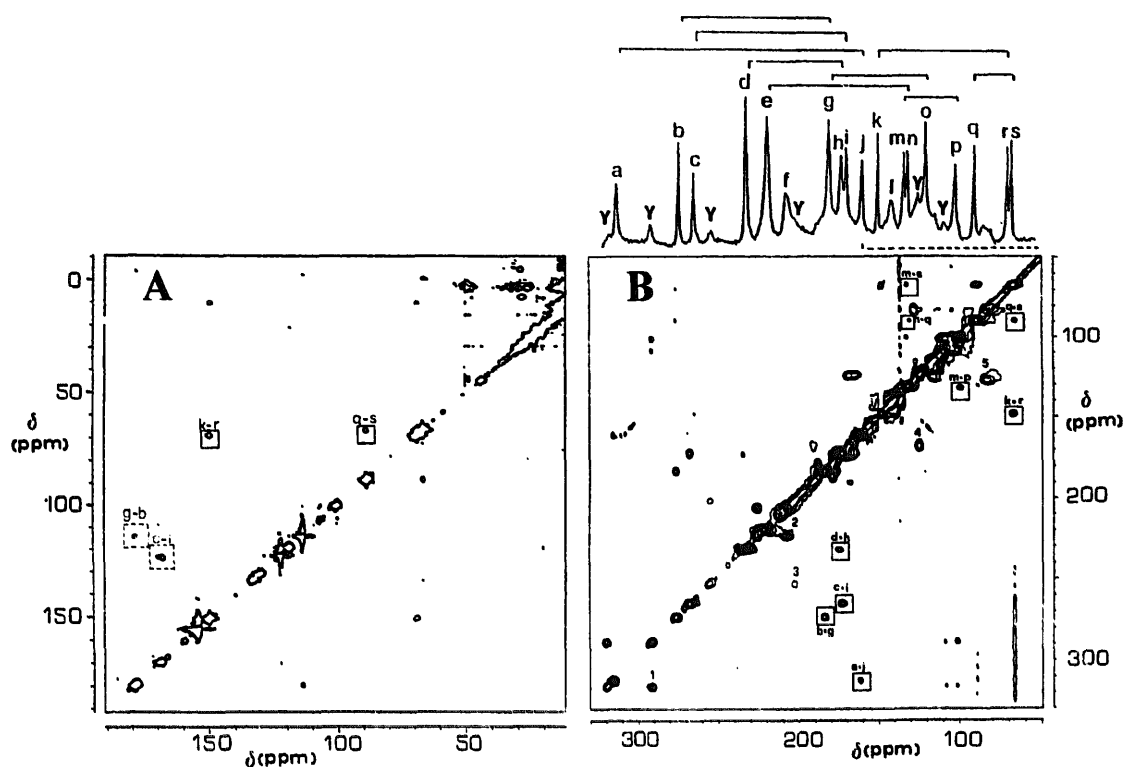 d
e
b g k o
c h i j m n q r s
a f l Y p
Y Y Y Y Y
A
B
0
50
100
150
δ
(ppm)
k-r
q-s
g-b
c-i
150 100 50
δ(ppm)
m-s
n-q
q-s
m-p
k-r
d-h
c-i
b-g
a-j
1
2
3
4
5
100
200
300
δ
(ppm)
300 200 100
δ(ppm)